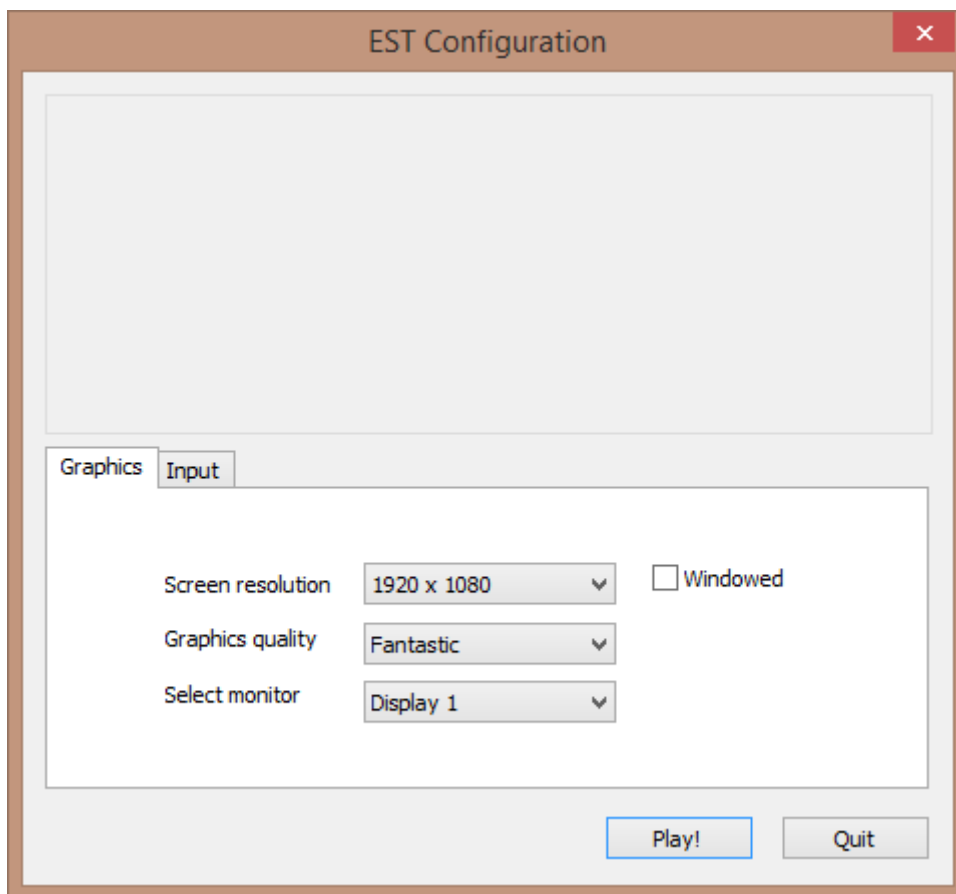 EST Configuration
Graphics Input
Screen resolution 1920 x 1080 Windowed
Graphics quality Fantastic
Select monitor Display 1
Play! Quit